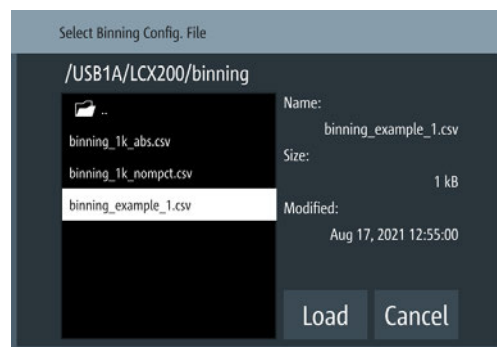 Select Binning Config. File
/USB1A/LCX200/binning
..
binning_1k_abs.csv
binning_1k_nompct.csv
binning_example_1.csv
Name:
binning_example_1.csv
Size:
1 kB
Modified:
Aug 17, 2021 12:55:00
Load
Cancel